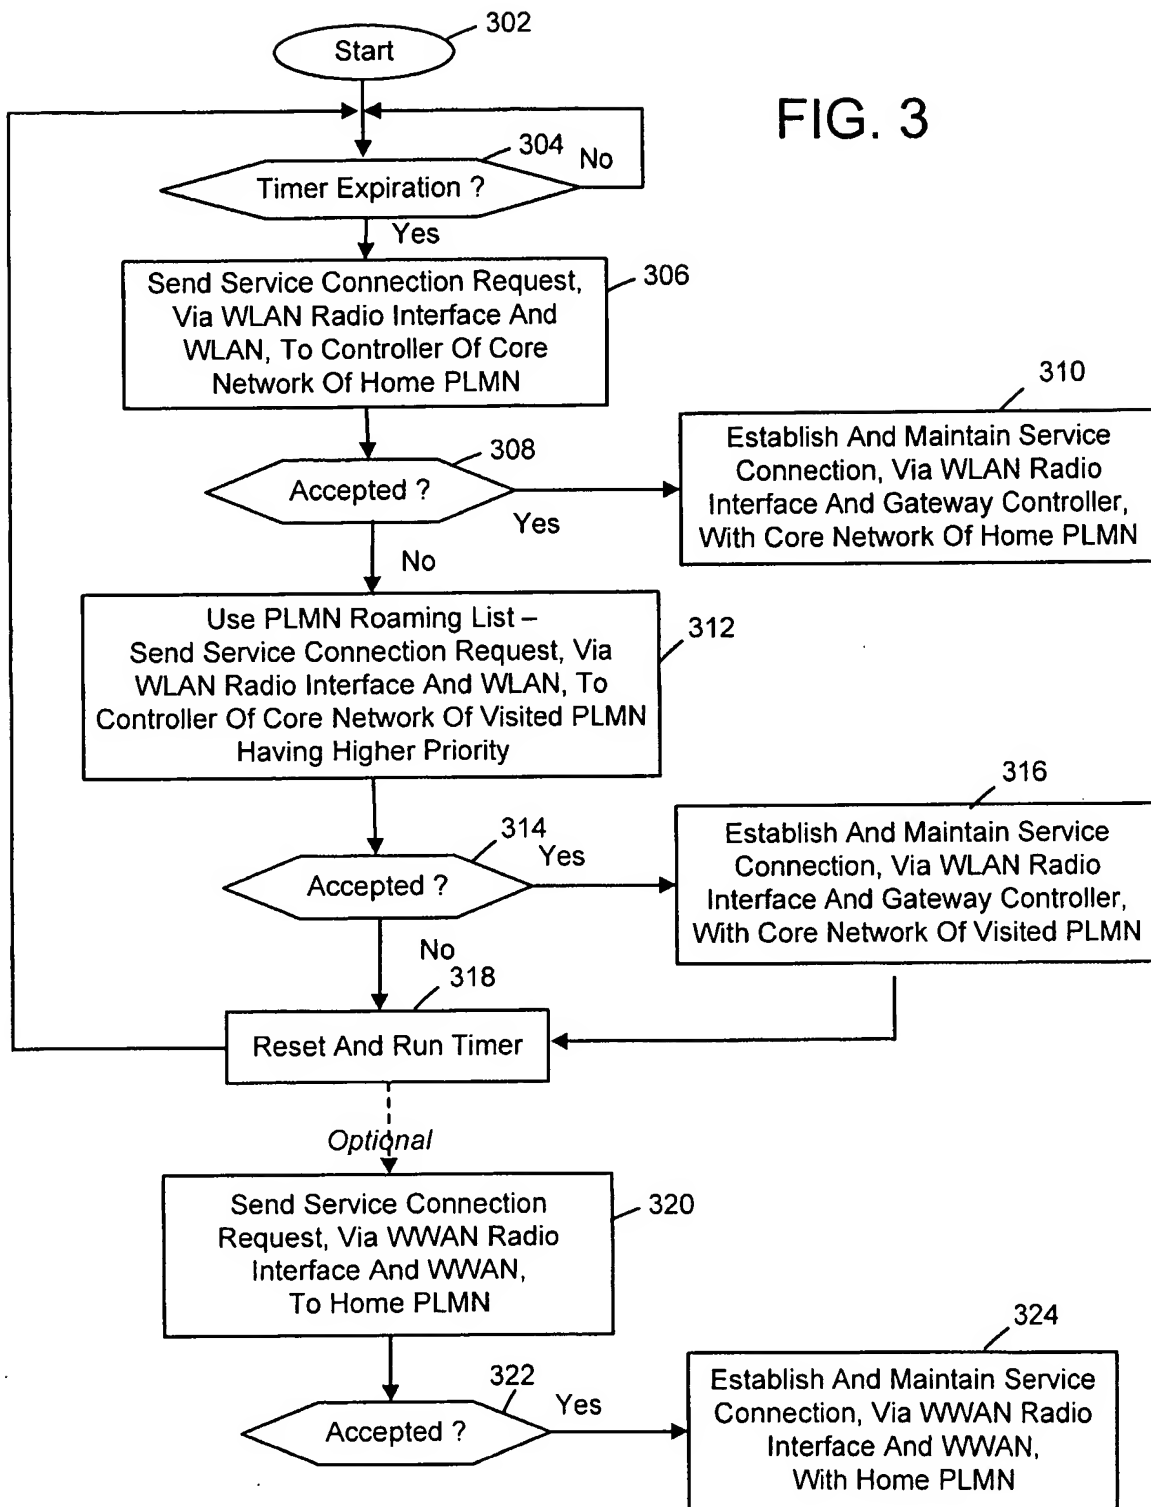 302
Start
FIG. 3
304
No
Timer Expiration ?
Yes
Send Service Connection Request,
Via WLAN Radio Interface And
WLAN, To Controller Of Core
Network Of Home PLMN
306
308
Accepted ?
Yes
No
310
Establish And Maintain Service
Connection, Via WLAN Radio
Interface And Gateway Controller,
With Core Network Of Home PLMN
Use PLMN Roaming List –
Send Service Connection Request, Via
WLAN Radio Interface And WLAN, To
Controller Of Core Network Of Visited PLMN
Having Higher Priority
312
314
Accepted ?
Yes
No
316
Establish And Maintain Service
Connection, Via WLAN Radio
Interface And Gateway Controller,
With Core Network Of Visited PLMN
318
Reset And Run Timer
Optional
Send Service Connection
Request, Via WWAN Radio
Interface And WWAN,
To Home PLMN
320
322
Accepted ?
Yes
324
Establish And Maintain Service
Connection, Via WWAN Radio
Interface And WWAN,
With Home PLMN